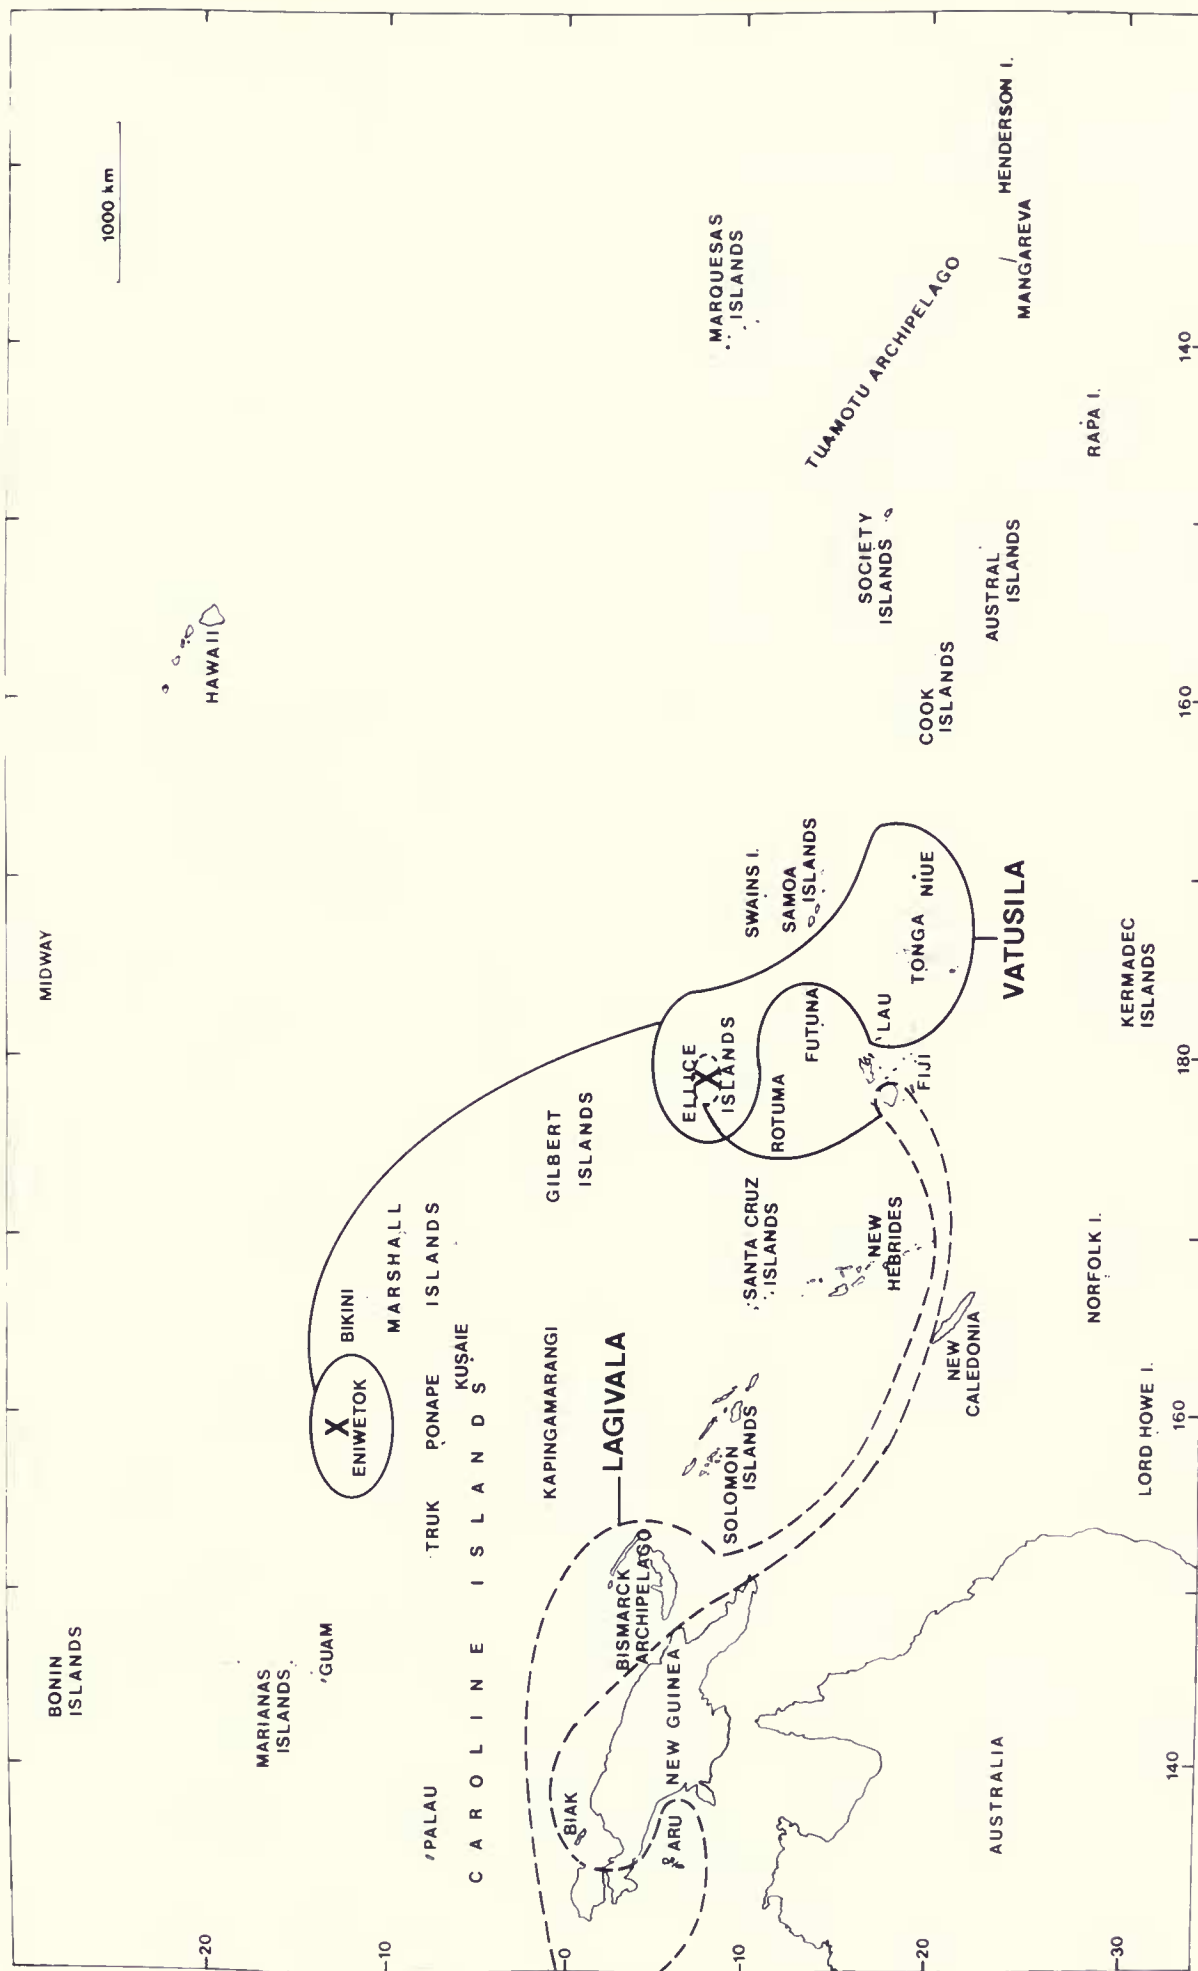 MIDWAY
BONIN
ISLANDS
1000 km
HAWAII
MARIANAS
ISLANDS
GUAM
ENIWETOK
BIKINI
MARSHALL
ISLANDS
PALAU
TRUK
PONAPE
KUSAIE
CAROLINE ISLANDS
GILBERT
ISLANDS
KAPINGAMARANGI
LAGIVALA
BIAK
BISMARCK
ARCHIPELAGO
NEW GUINEA
ARU
SOLOMON
ISLANDS
SANTA CRUZ
ISLANDS
ELLICE
ISLANDS
ROTUMA
FUTUNA
SWAINS I.
SAMOA
ISLANDS
MARQUESAS
ISLANDS
TUAMOTU ARCHIPELAGO
NEW
HEBRIDES
FIJI
LAU
TONGA
NIUE
VATUSILA
SOCIETY
ISLANDS
COOK
ISLANDS
AUSTRAL
ISLANDS
MANGAREVA
HENDERSON I.
RAPA I.
NEW
CALEDONIA
AUSTRALIA
NORFOLK I.
LORD HOWE I.
KERMADEC
ISLANDS
20
10
0
10
20
30
140
160
180
160
140
X
X